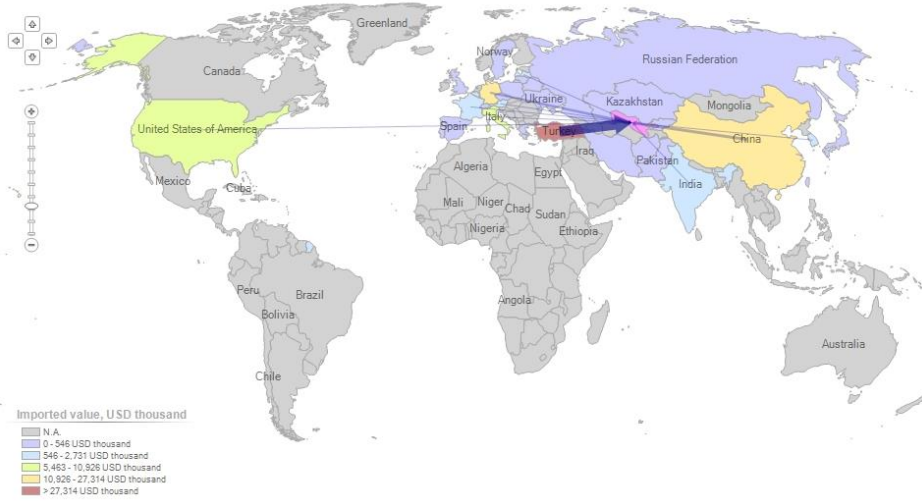 Greenland
Norway
Russian Federation
Canada
Ukraine
Kazakhstan
Mongolia
United States of America
Spain
Italy
Turkey
China
Mexico
Cuba
Algeria
Iraq
Pakistan
Egypt
India
Mali
Niger
Chad
Sudan
Nigeria
Ethiopia
Peru
Brazil
Angola
Bolivia
Australia
Chile
Imported value, USD thousand
N.A.
0 - 546 USD thousand
546 - 2,731 USD thousand
5,463 - 10,926 USD thousand
10,926 - 27,314 USD thousand
> 27,314 USD thousand